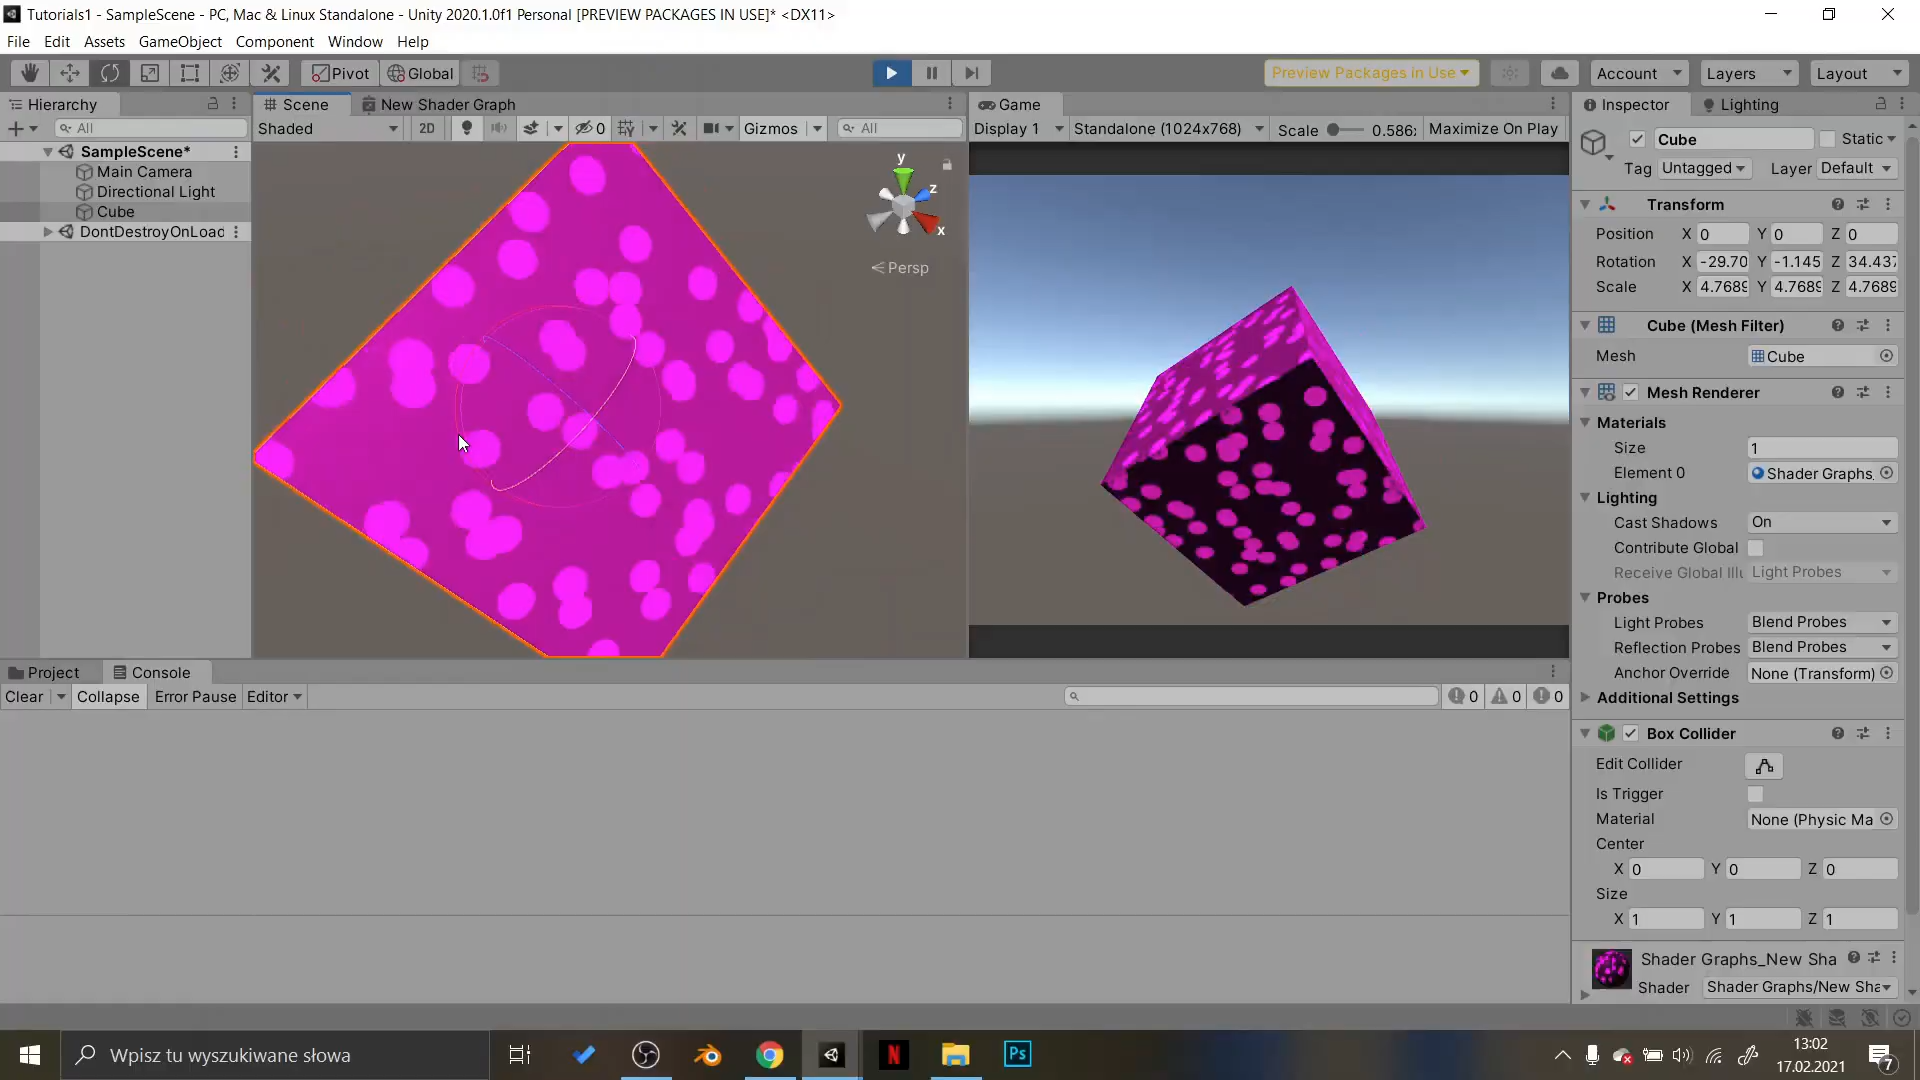 Tutorials1 - SampleScene - PC, Mac & Linux Standalone - Unity 2020.1.0f1 Personal [PREVIEW PACKAGES IN USE]* <DX11>
File Edit Assets GameObject Component Window Help
Pivot Global Preview Packages in Use Account Layers Layout
Hierarchy Scene New Shader Graph Game Inspector Lighting
All Shaded 2D 0 Gizmos All Display 1 Standalone (1024x768) Scale 0.586: Maximize On Play
SampleScene*
Main Camera
Directional Light
Cube
DontDestroyOnLoad
y
z
x
Persp
Cube Static
Tag Untagged Layer Default
Transform
Position X 0 Y 0 Z 0
Rotation X -29.70 Y -1.145 Z 34.437
Scale X 4.7689 Y 4.7689 Z 4.7689
Cube (Mesh Filter)
Mesh Cube
Mesh Renderer
Materials
Size 1
Element 0 Shader Graphs
Lighting
Cast Shadows On
Contribute Global
Receive Global Illu Light Probes
Probes
Light Probes Blend Probes
Reflection Probes Blend Probes
Anchor Override None (Transform)
Additional Settings
Box Collider
Edit Collider
Is Trigger
Material None (Physic Ma
Center
X 0 Y 0 Z 0
Size
X 1 Y 1 Z 1
Shader Graphs_New Sha
Shader Shader Graphs/New Sha
Project Console
Clear Collapse Error Pause Editor 0 0 0
Wpisz tu wyszukiwane słowa
N
Ps
13:02
17.02.2021
7